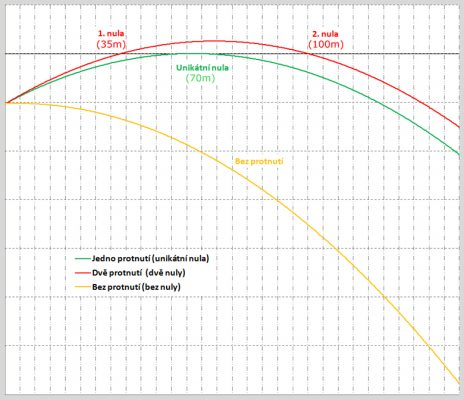 1. nula
(35m)
2. nula
(100m)
Unikátní nula
(70m)
Bez protnutí
Jedno protnutí (unikátní nula)
Dvě protnutí (dvě nuly)
Bez protnutí (bez nuly)